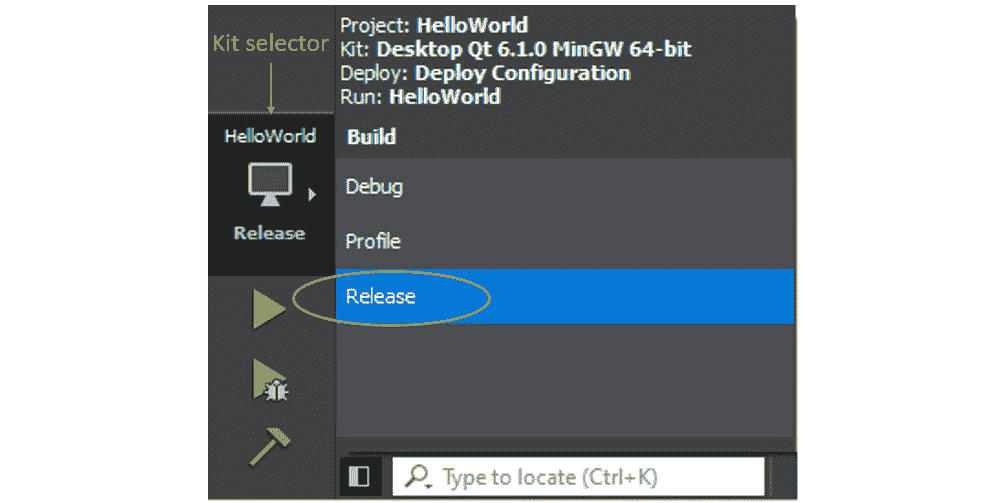 Kit selector
Project: HelloWorld
Kit: Desktop Qt 6.1.0 MinGW 64-bit
Deploy: Deploy Configuration
Run: HelloWorld
HelloWorld
Release
Build
Debug
Profile
Release
Type to locate (Ctrl+K)